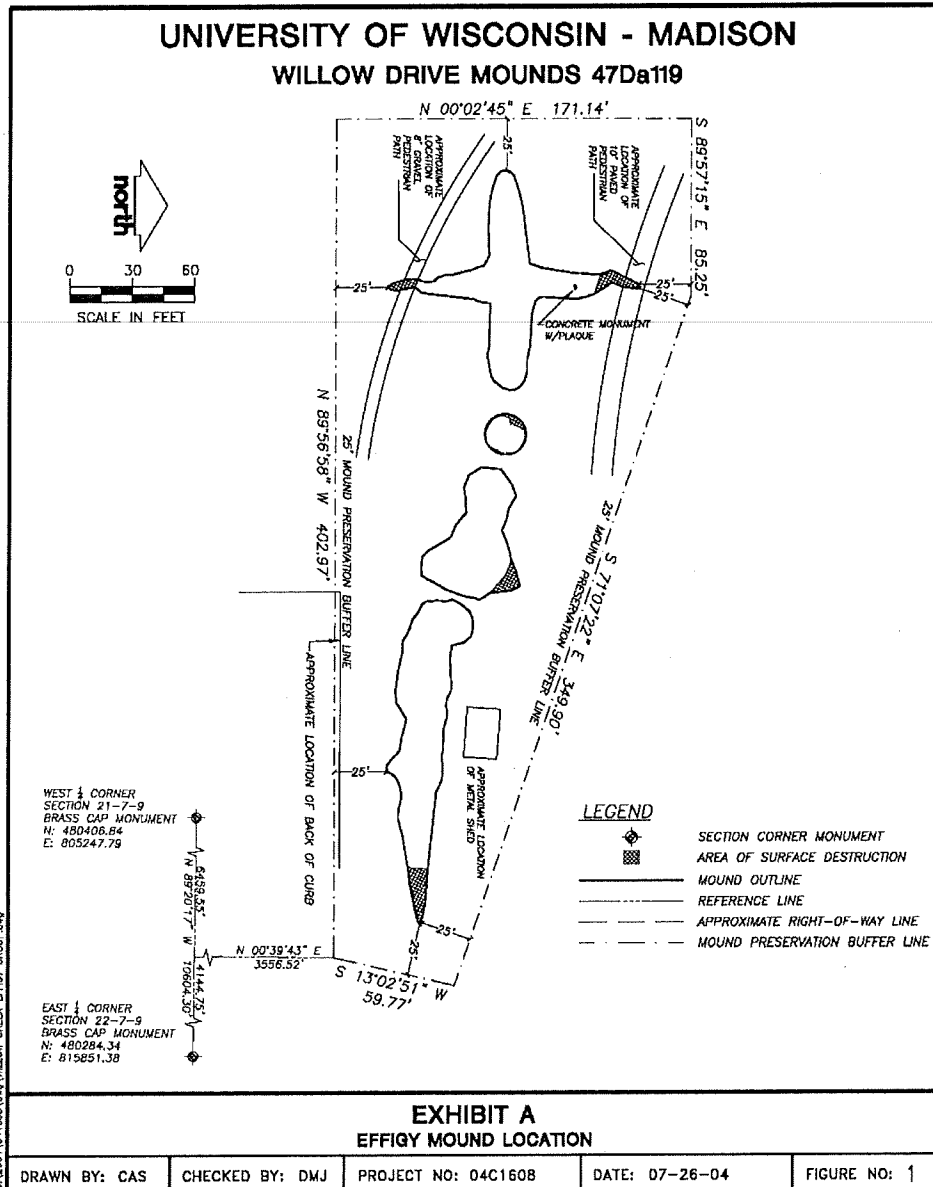 UNIVERSITY OF WISCONSIN - MADISON
WILLOW DRIVE MOUNDS 47Da119
N 00°02'45" E 171.14'
S 89°57'15" E 85.25'
north
0 30 60
SCALE IN FEET
25'
APPROXIMATE
LOCATION OF
8' GRAVEL
PEDESTRIAN
PATH
APPROXIMATE
LOCATION OF
10' PAVED
PEDESTRIAN
PATH
25'
25'
25'
CONCRETE MONUMENT
W/PLAQUE
N 89°56'58" W 402.97'
25' MOUND PRESERVATION BUFFER LINE
S 71°07'22" E 349.90'
25' MOUND PRESERVATION BUFFER LINE
APPROXIMATE LOCATION OF BACK OF CURB
25'
APPROXIMATE LOCATION
OF METAL SHED
25'
25'
S 13°02'51" W
59.77'
WEST ¼ CORNER
SECTION 21-7-9
BRASS CAP MONUMENT
N: 480406.84
E: 805247.79
6459.55'
N 89°20'17" W
4144.75'
10604.30'
N 00°39'43" E
3556.52'
EAST ¼ CORNER
SECTION 22-7-9
BRASS CAP MONUMENT
N: 480284.34
E: 815851.38
LEGEND
SECTION CORNER MONUMENT
AREA OF SURFACE DESTRUCTION
MOUND OUTLINE
REFERENCE LINE
APPROXIMATE RIGHT-OF-WAY LINE
MOUND PRESERVATION BUFFER LINE
EXHIBIT A
EFFIGY MOUND LOCATION
DRAWN BY: CAS
CHECKED BY: DMJ
PROJECT NO: 04C1608
DATE: 07-26-04
FIGURE NO: 1